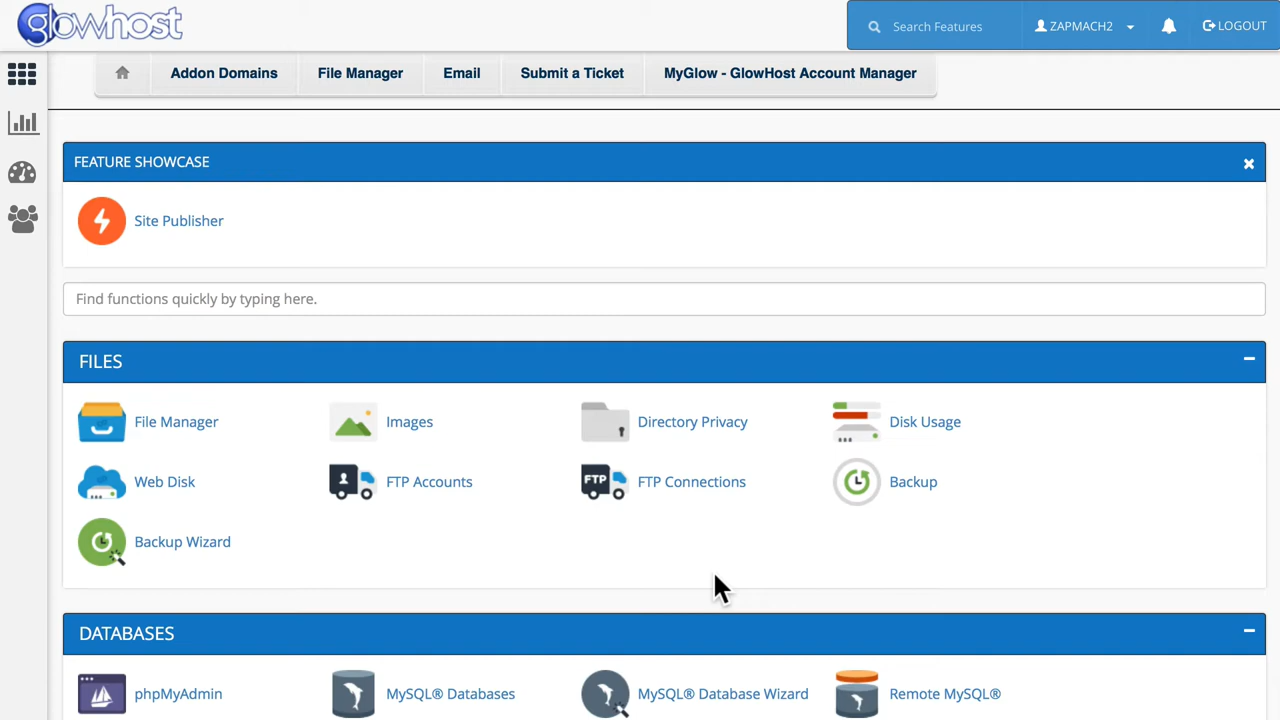 glowhost
Search Features
ZAPMACH2
LOGOUT
Addon Domains
File Manager
Email
Submit a Ticket
MyGlow - GlowHost Account Manager
FEATURE SHOWCASE
Site Publisher
Find functions quickly by typing here.
FILES
File Manager
Images
Directory Privacy
Disk Usage
Web Disk
FTP Accounts
FTP
FTP Connections
Backup
Backup Wizard
DATABASES
phpMyAdmin
MySQL® Databases
MySQL® Database Wizard
Remote MySQL®